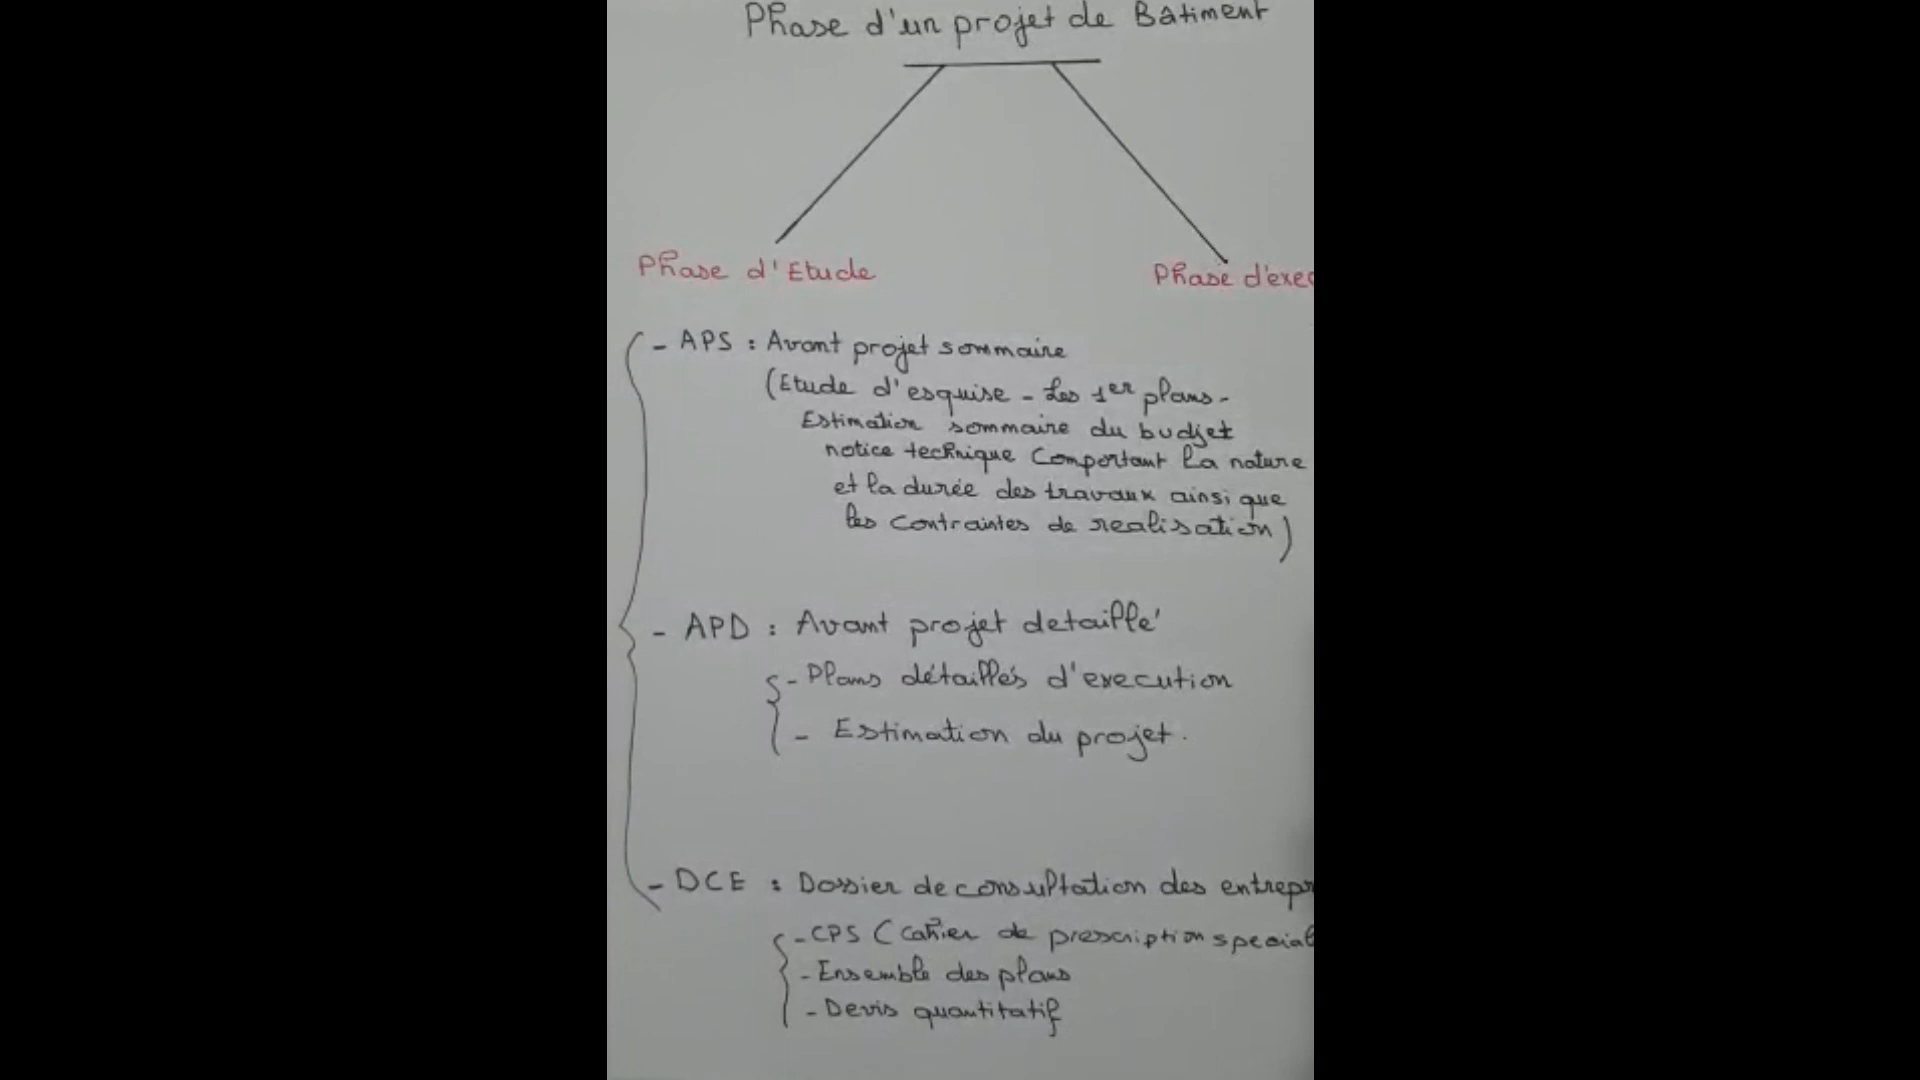 Phase d'un projet de Bâtiment
Phase d'Etude
Phase d'exec
- APS : Avant projet sommaire
(Etude d'esquise - Les 1er plans -
Estimation sommaire du budjet
notice technique Comportant la nature
et la durée des travaux ainsi que
les contraintes de realisation)
- APD : Avant projet detaillé
- Plans détaillés d'execution
- Estimation du projet.
- DCE : Dossier de consultation des entrepr
- CPS (Cahier de prescription special
- Ensemble des plans
- Devis quantitatif